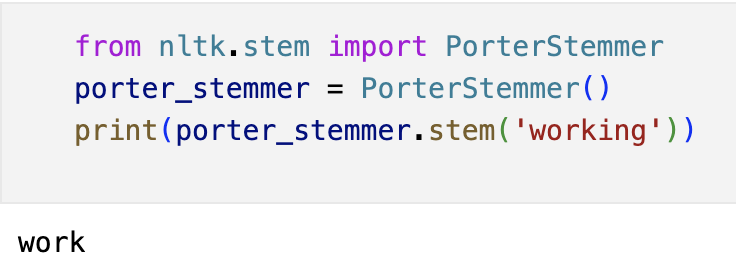 from nltk.stem import PorterStemmer
porter_stemmer = PorterStemmer()
print(porter_stemmer.stem('working'))
work